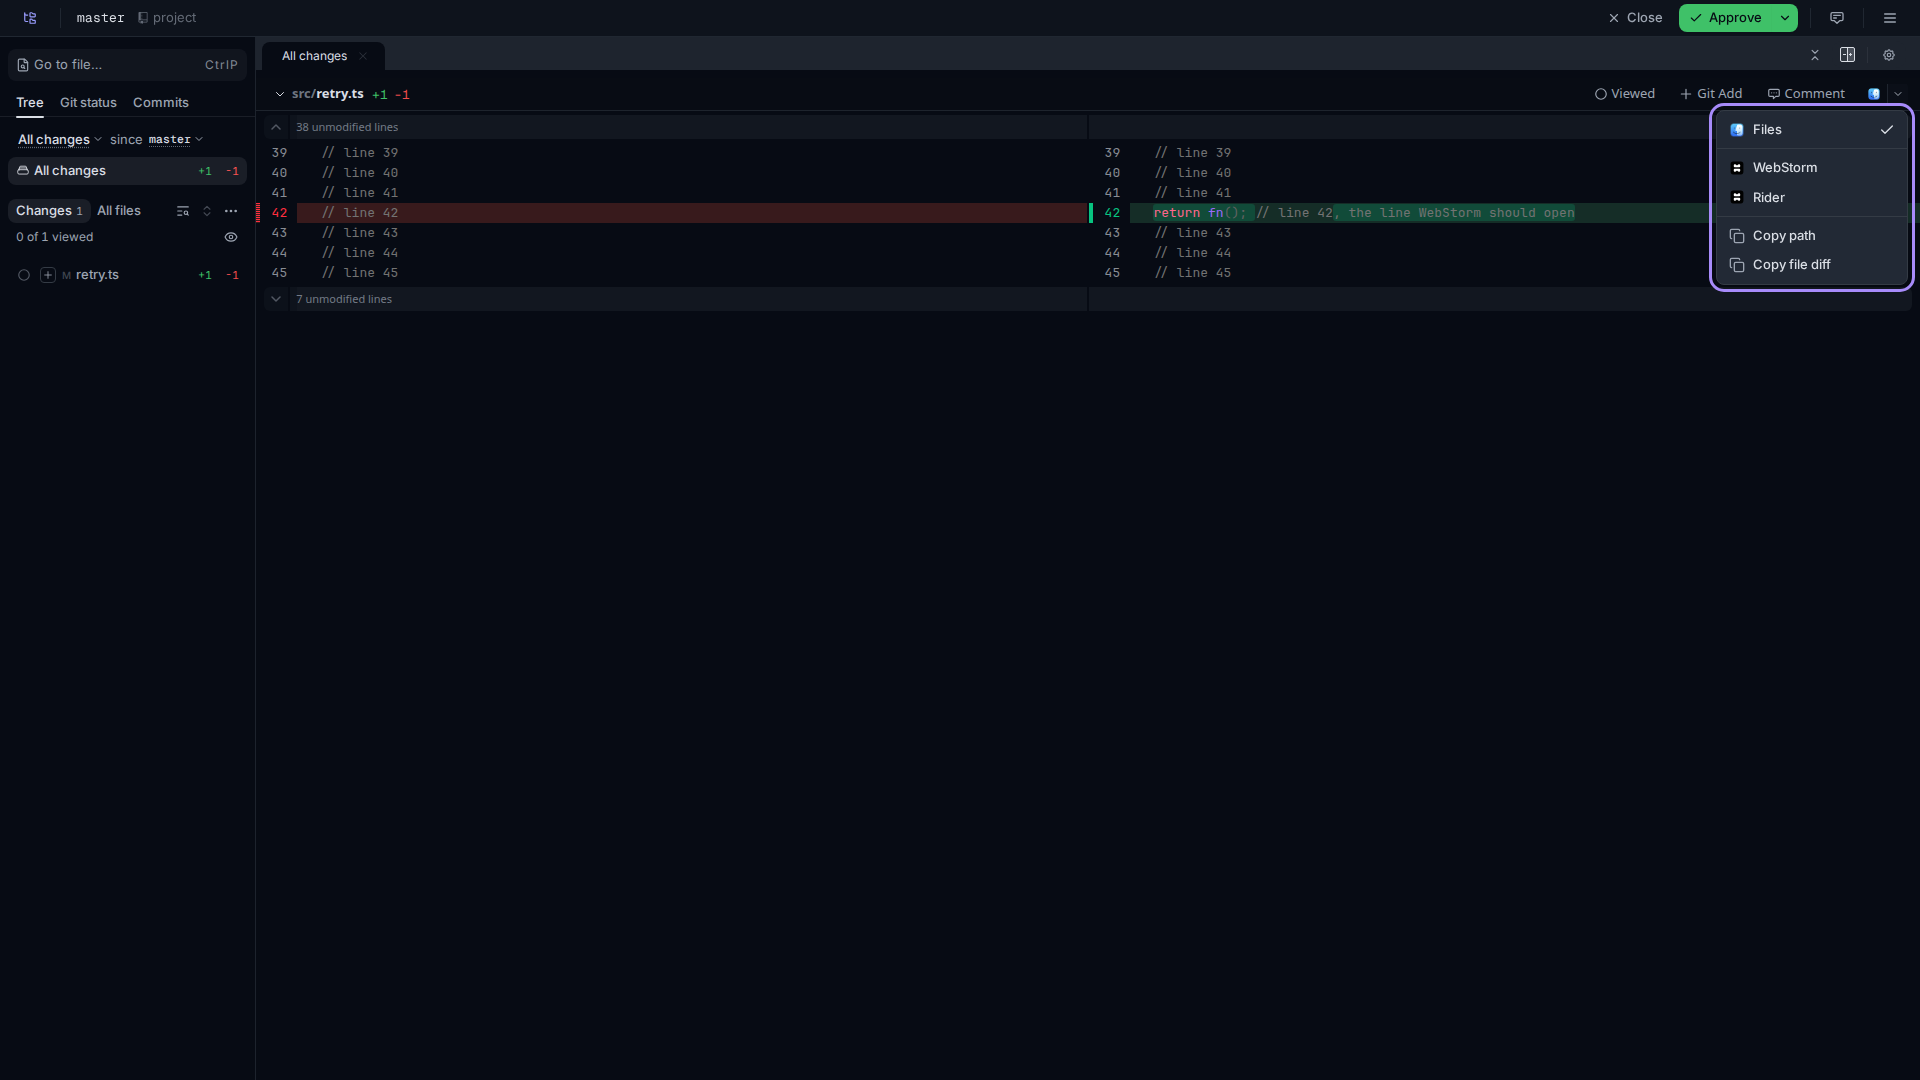 master project Close Approve
Go to file... CtrlP
All changes
Tree Git status Commits
src/retry.ts +1 -1 Viewed Git Add Comment
All changes since master
All changes +1 -1
Changes 1 All files
0 of 1 viewed
M retry.ts +1 -1
38 unmodified lines
39 // line 39 39 // line 39
40 // line 40 40 // line 40
41 // line 41 41 // line 41
42 // line 42 42 return fn(); // line 42, the line WebStorm should open
43 // line 43 43 // line 43
44 // line 44 44 // line 44
45 // line 45 45 // line 45
7 unmodified lines
Files
WebStorm
Rider
Copy path
Copy file diff